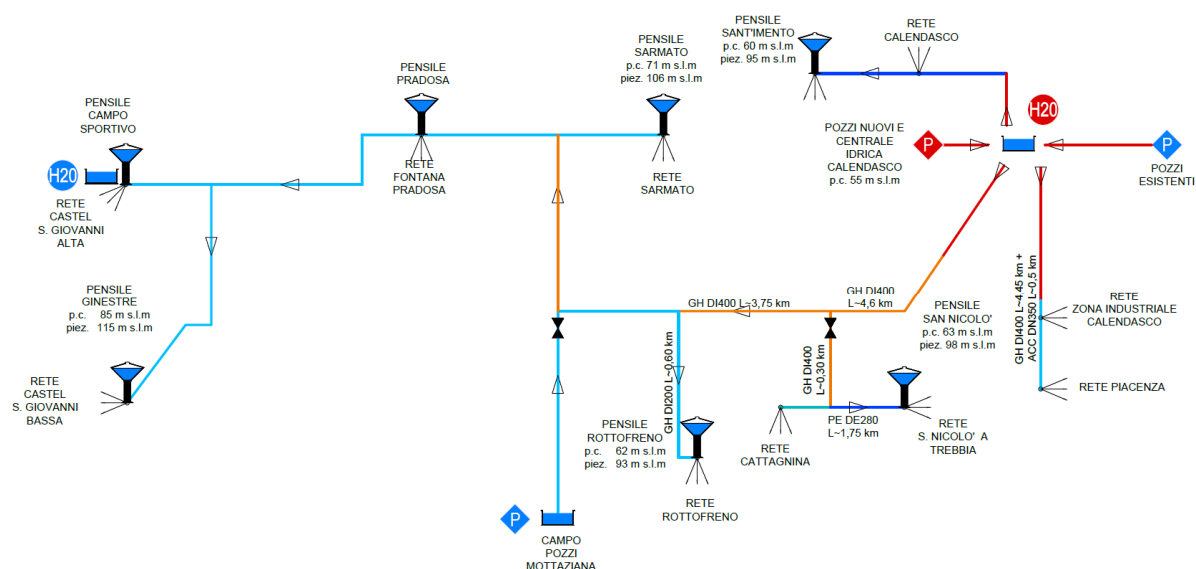 PENSILE
SANT'IMENTO
p.c. 60 m s.l.m
piez. 95 m s.l.m
RETE
CALENDASCO
PENSILE
SARMATO
p.c. 71 m s.l.m
piez. 106 m s.l.m
PENSILE
PRADOSA
PENSILE
CAMPO
SPORTIVO
H20
P
POZZI NUOVI E
CENTRALE
IDRICA
CALENDASCO
p.c. 55 m s.l.m
P
POZZI
ESISTENTI
RETE
FONTANA
PRADOSA
RETE
SARMATO
H20
RETE
CASTEL
S. GIOVANNI
ALTA
PENSILE
GINESTRE
p.c. 85 m s.l.m
piez. 115 m s.l.m
GH DI400 L~3,75 km
GH DI400
L~4,6 km
PENSILE
SAN NICOLO'
p.c. 63 m s.l.m
piez. 98 m s.l.m
GH DI400 L~4.45 km +
ACC DN350 L~0,5 km
RETE
ZONA INDUSTRIALE
CALENDASCO
RETE
CASTEL
S. GIOVANNI
BASSA
GH DI200 L~0,60 km
GH DI400
L~0,30 km
RETE PIACENZA
PENSILE
ROTTOFRENO
p.c. 62 m s.l.m
piez. 93 m s.l.m
PE DE280
L~1,75 km
RETE
CATTAGNINA
RETE
S. NICOLO' A
TREBBIA
RETE
ROTTOFRENO
P
CAMPO
POZZI
MOTTAZIANA